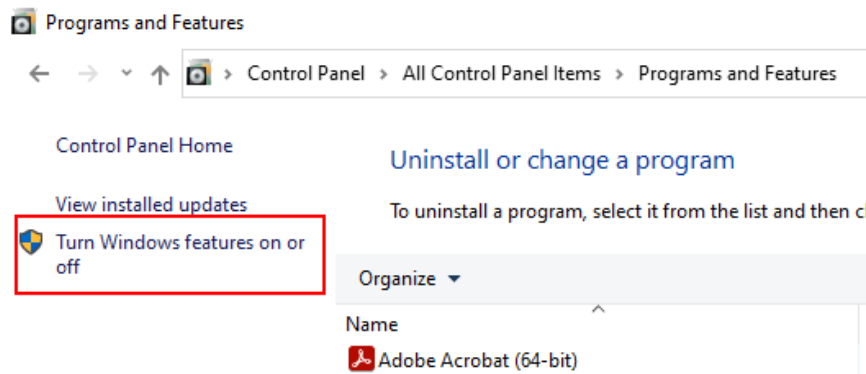 Programs and Features
Control Panel > All Control Panel Items > Programs and Features
Control Panel Home
Uninstall or change a program
View installed updates
To uninstall a program, select it from the list and then
Turn Windows features on or
off
Organize
Name
Adobe Acrobat (64-bit)